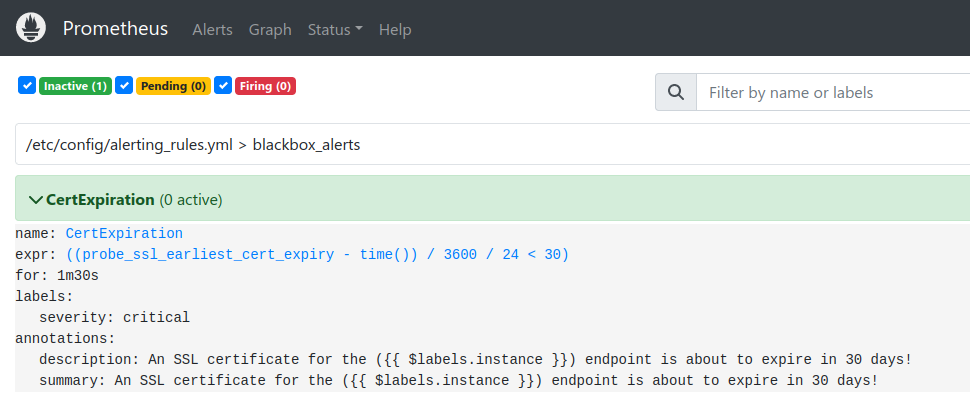 Prometheus Alerts Graph Status Help
Inactive (1) Pending (0) Firing (0)
Filter by name or labels
/etc/config/alerting_rules.yml > blackbox_alerts
CertExpiration (0 active)
name: CertExpiration
expr: ((probe_ssl_earliest_cert_expiry - time()) / 3600 / 24 < 30)
for: 1m30s
labels:
severity: critical
annotations:
description: An SSL certificate for the ({{ $labels.instance }}) endpoint is about to expire in 30 days!
summary: An SSL certificate for the ({{ $labels.instance }}) endpoint is about to expire in 30 days!